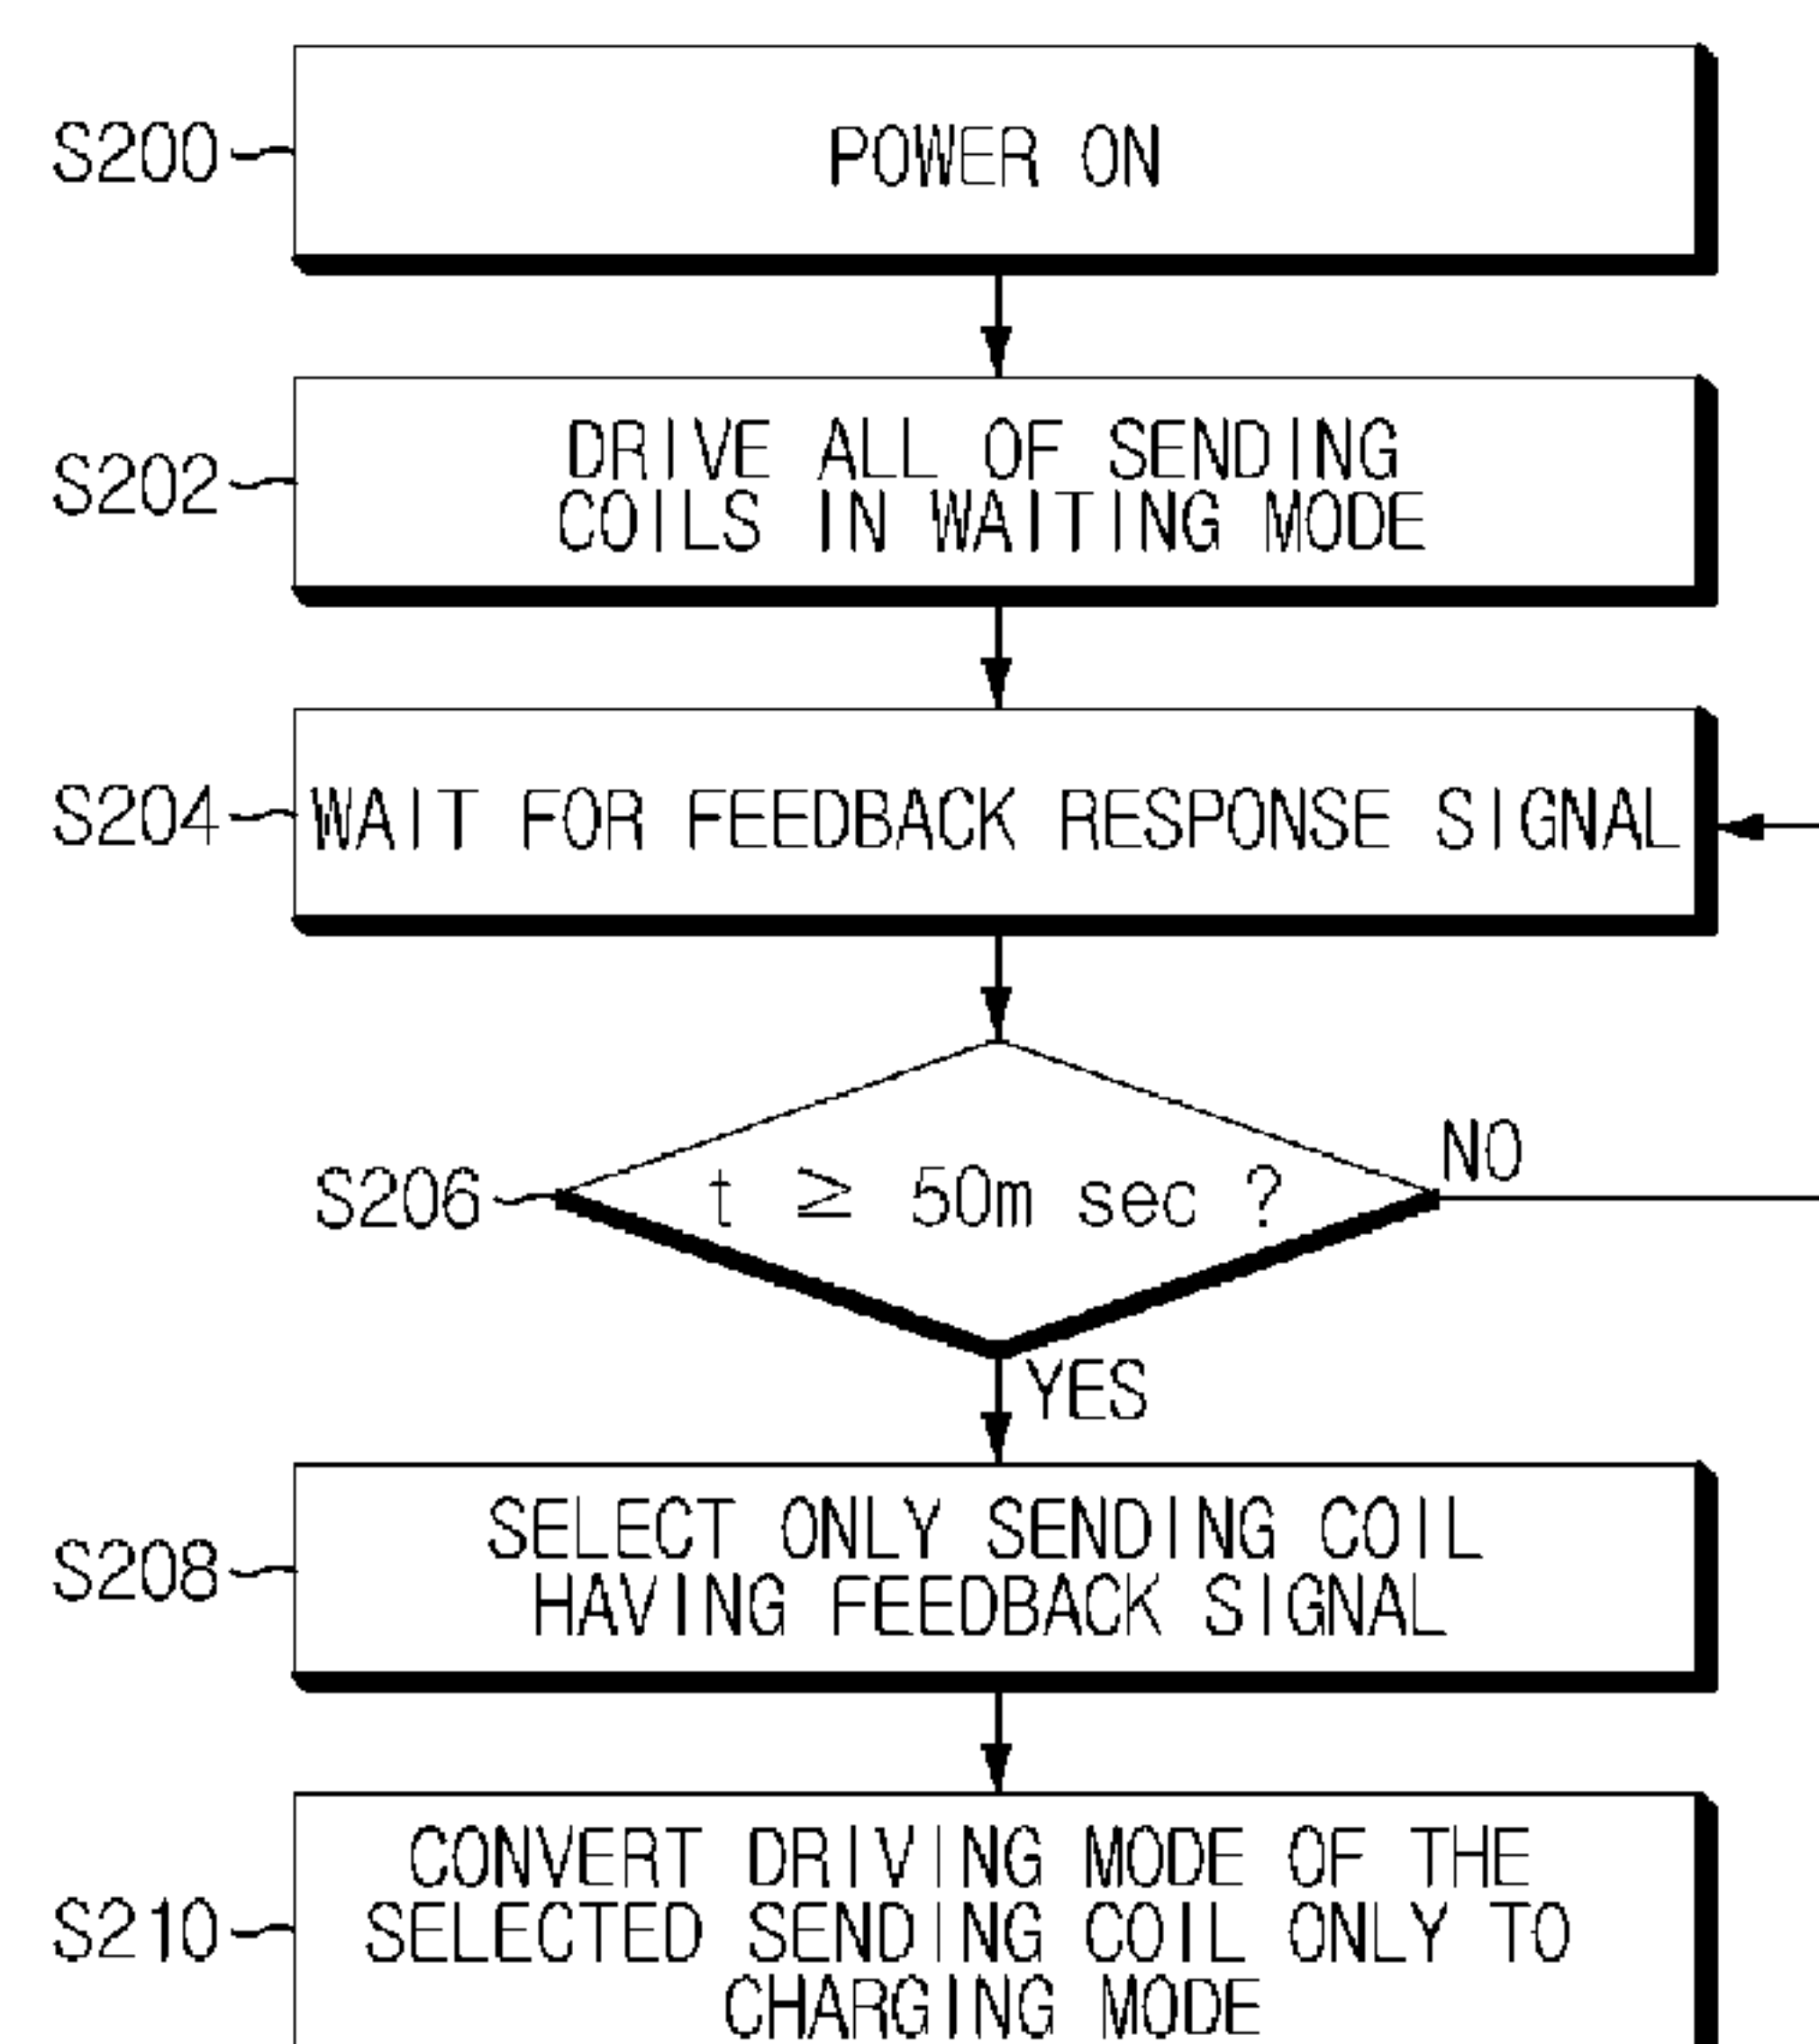 S200
POWER ON
S202
DRIVE ALL OF SENDING
COILS IN WAITING MODE
S204
WAIT FOR FEEDBACK RESPONSE SIGNAL
S206
t ≥ 50m sec ?
NO
YES
S208
SELECT ONLY SENDING COIL
HAVING FEEDBACK SIGNAL
S210
CONVERT DRIVING MODE OF THE
SELECTED SENDING COIL ONLY TO
CHARGING MODE